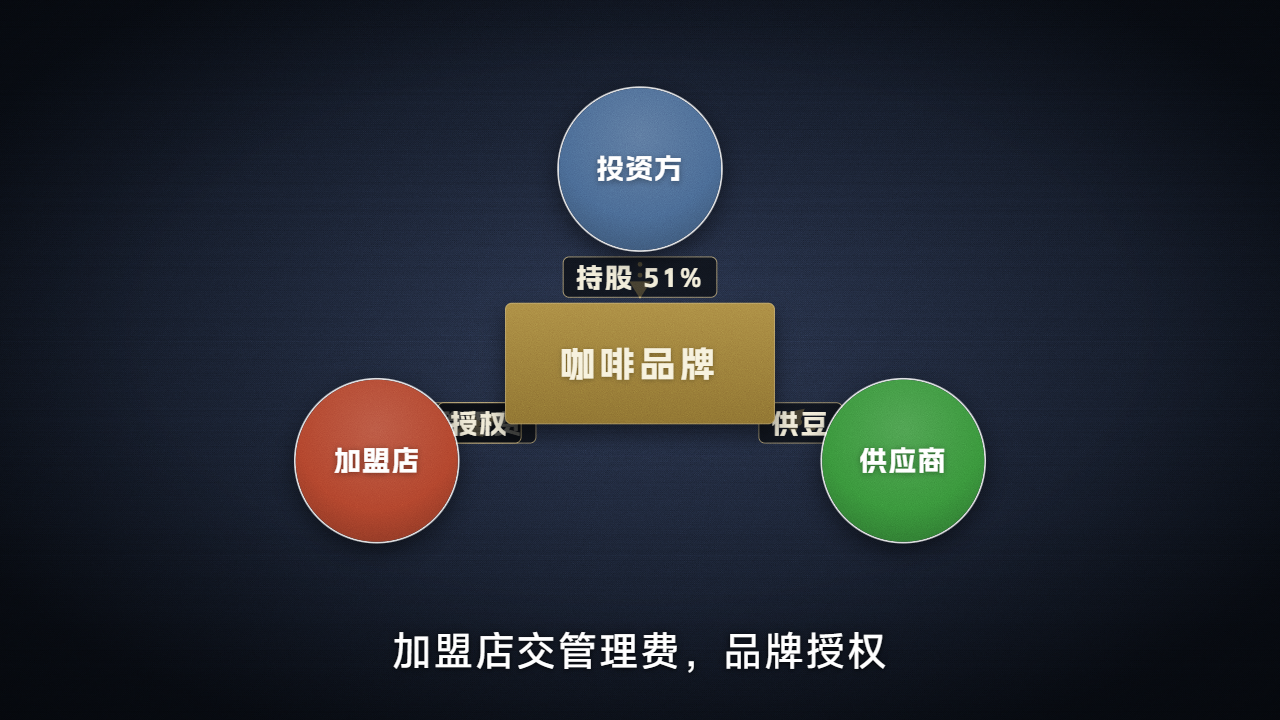 投资方
持股 51%
咖啡品牌
授权
供豆
加盟店
供应商
加盟店交管理费，品牌授权